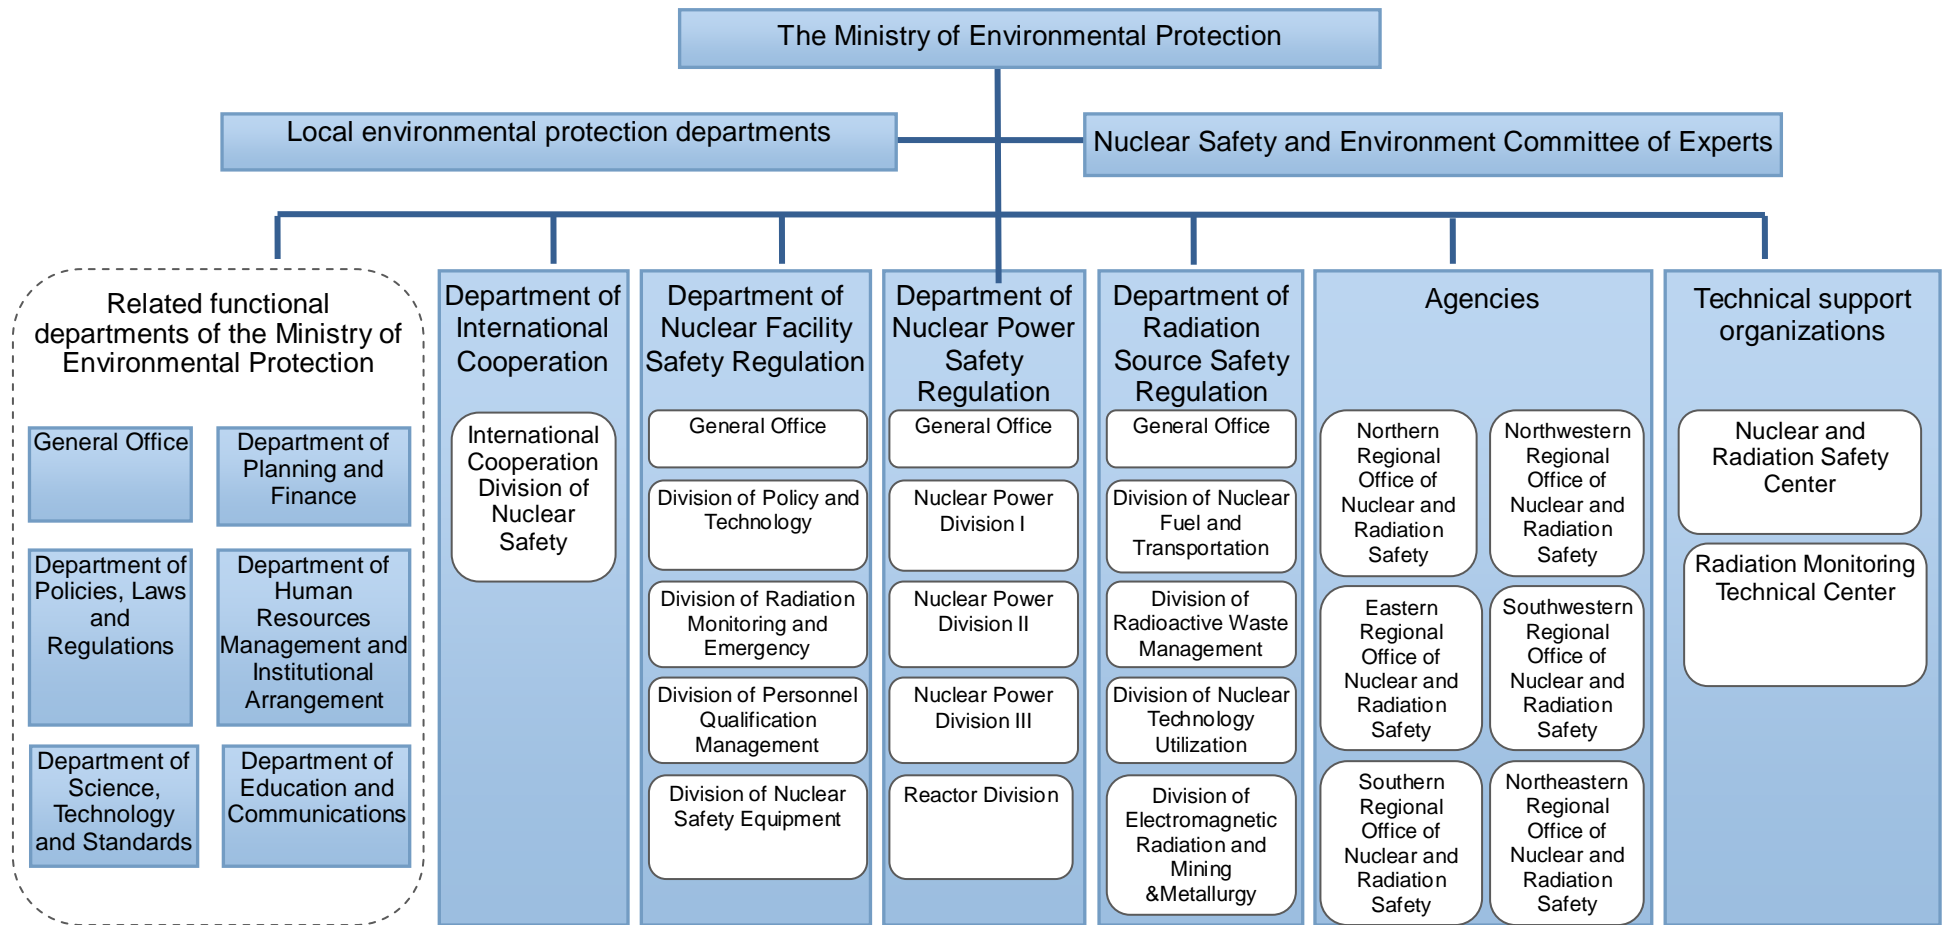 The Ministry of Environmental Protection
Local environmental protection departments
Nuclear Safety and Environment Committee of Experts
Related functional
departments of the Ministry of
Environmental Protection
General Office
Department of
Planning and
Finance
Department of
Policies, Laws
and
Regulations
Department of
Human
Resources
Management and
Institutional
Arrangement
Department of
Science,
Technology
and Standards
Department of
Education and
Communications
Department of
International
Cooperation
International
Cooperation
Division of
Nuclear
Safety
Department of
Nuclear Facility
Safety Regulation
General Office
Division of Policy and
Technology
Division of Radiation
Monitoring and
Emergency
Division of Personnel
Qualification
Management
Division of Nuclear
Safety Equipment
Department of
Nuclear Power
Safety
Regulation
General Office
Nuclear Power
Division I
Nuclear Power
Division II
Nuclear Power
Division III
Reactor Division
Department of
Radiation
Source Safety
Regulation
General Office
Division of Nuclear
Fuel and
Transportation
Division of
Radioactive Waste
Management
Division of Nuclear
Technology
Utilization
Division of
Electromagnetic
Radiation and
Mining
&Metallurgy
Agencies
Northern
Regional
Office of
Nuclear and
Radiation
Safety
Northwestern
Regional
Office of
Nuclear and
Radiation
Safety
Eastern
Regional
Office of
Nuclear and
Radiation
Safety
Southwestern
Regional
Office of
Nuclear and
Radiation
Safety
Southern
Regional
Office of
Nuclear and
Radiation
Safety
Northeastern
Regional
Office of
Nuclear and
Radiation
Safety
Technical support
organizations
Nuclear and
Radiation Safety
Center
Radiation Monitoring
Technical Center